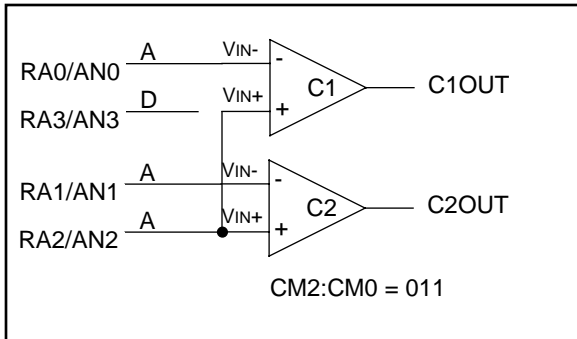 RA0/AN0 A VIN- - C1 C1OUT
RA3/AN3 D VIN+ +
RA1/AN1 A VIN- - C2 C2OUT
RA2/AN2 A VIN+ +
CM2:CM0 = 011